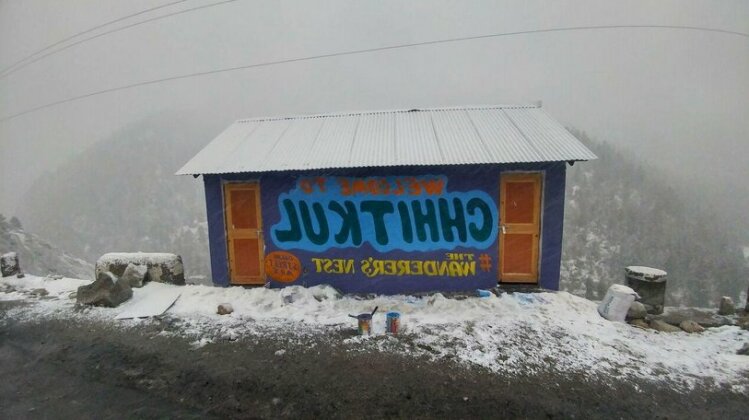 WELCOME TO
CHHITKUL
#THE
WANDERER'S NEST